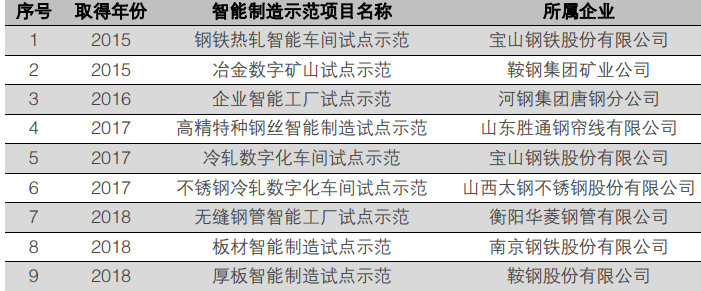 序号 取得年份 智能制造示范项目名称 所属企业
1 2015 钢铁热轧智能车间试点示范 宝山钢铁股份有限公司
2 2015 冶金数字矿山试点示范 鞍钢集团矿业公司
3 2016 企业智能工厂试点示范 河钢集团唐钢分公司
4 2017 高精特种钢丝智能制造试点示范 山东胜通钢帘线有限公司
5 2017 冷轧数字化车间试点示范 宝山钢铁股份有限公司
6 2017 不锈钢冷轧数字化车间试点示范 山西太钢不锈钢股份有限公司
7 2018 无缝钢管智能工厂试点示范 衡阳华菱钢管有限公司
8 2018 板材智能制造试点示范 南京钢铁股份有限公司
9 2018 厚板智能制造试点示范 鞍钢股份有限公司